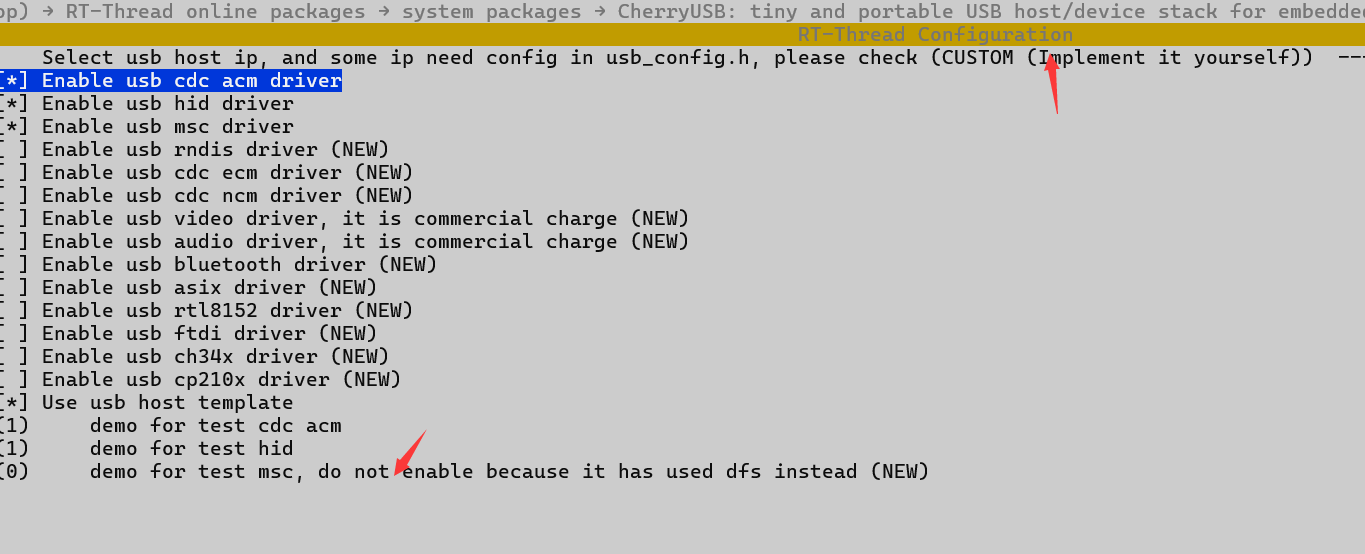 op) → RT-Thread online packages → system packages → CherryUSB: tiny and portable USB host/device stack for embedde
RT-Thread Configuration
Select usb host ip, and some ip need config in usb_config.h, please check (CUSTOM (Implement it yourself)) --
[*] Enable usb cdc acm driver
[*] Enable usb hid driver
[*] Enable usb msc driver
[ ] Enable usb rndis driver (NEW)
[ ] Enable usb cdc ecm driver (NEW)
[ ] Enable usb cdc ncm driver (NEW)
[ ] Enable usb video driver, it is commercial charge (NEW)
[ ] Enable usb audio driver, it is commercial charge (NEW)
[ ] Enable usb bluetooth driver (NEW)
[ ] Enable usb asix driver (NEW)
[ ] Enable usb rtl8152 driver (NEW)
[ ] Enable usb ftdi driver (NEW)
[ ] Enable usb ch34x driver (NEW)
[ ] Enable usb cp210x driver (NEW)
[*] Use usb host template
(1) demo for test cdc acm
(1) demo for test hid
(0) demo for test msc, do not enable because it has used dfs instead (NEW)